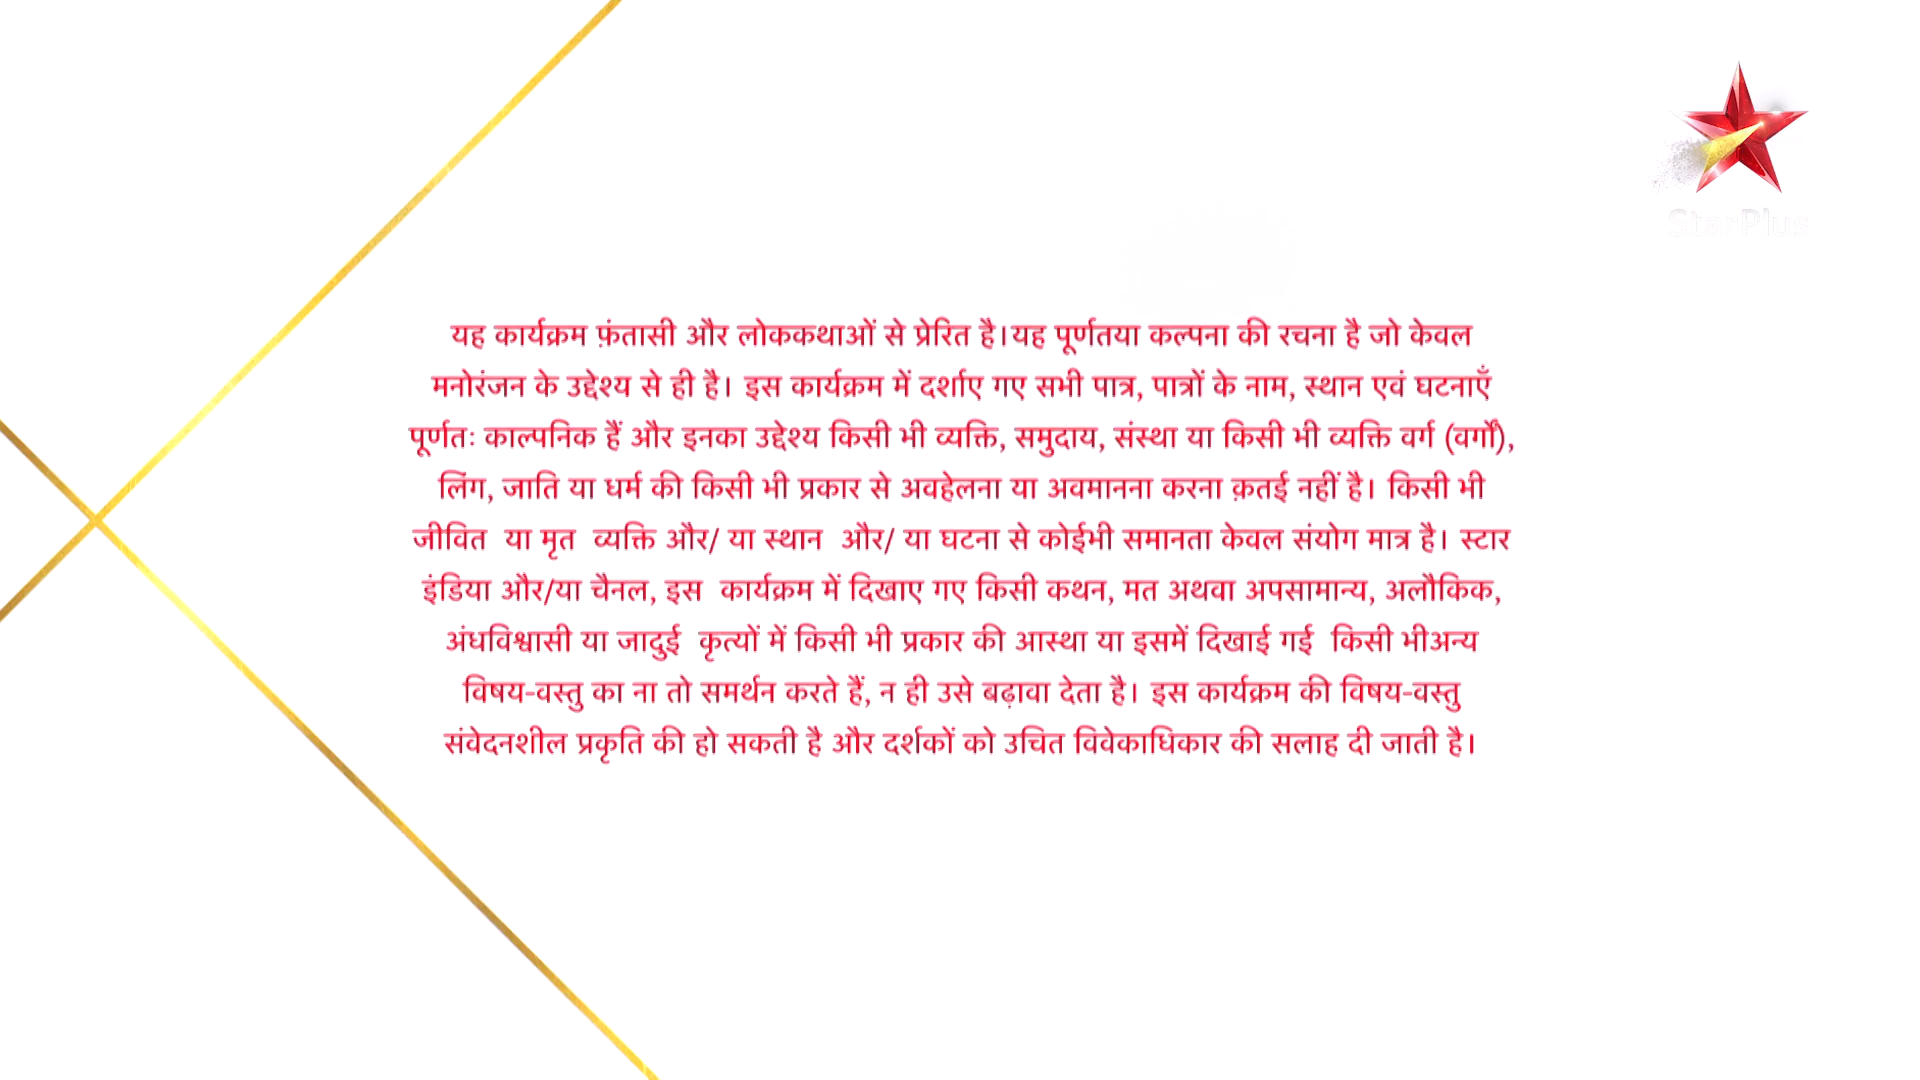 StarPlus
यह कार्यक्रम फ़ंतासी और लोककथाओं से प्रेरित है।यह पूर्णतया कल्पना की रचना है जो केवल
मनोरंजन के उद्देश्य से ही है। इस कार्यक्रम में दर्शाए गए सभी पात्र, पात्रों के नाम, स्थान एवं घटनाएँ
पूर्णतः काल्पनिक हैं और इनका उद्देश्य किसी भी व्यक्ति, समुदाय, संस्था या किसी भी व्यक्ति वर्ग (वर्गों),
लिंग, जाति या धर्म की किसी भी प्रकार से अवहेलना या अवमानना करना क़तई नहीं है। किसी भी
जीवित  या मृत  व्यक्ति और/ या स्थान  और/ या घटना से कोईभी समानता केवल संयोग मात्र है। स्टार
इंडिया और/या चैनल, इस  कार्यक्रम में दिखाए गए किसी कथन, मत अथवा अपसामान्य, अलौकिक,
अंधविश्वासी या जादुई  कृत्यों में किसी भी प्रकार की आस्था या इसमें दिखाई गई  किसी भीअन्य
विषय-वस्तु का ना तो समर्थन करते हैं, न ही उसे बढ़ावा देता है। इस कार्यक्रम की विषय-वस्तु
संवेदनशील प्रकृति की हो सकती है और दर्शकों को उचित विवेकाधिकार की सलाह दी जाती है।